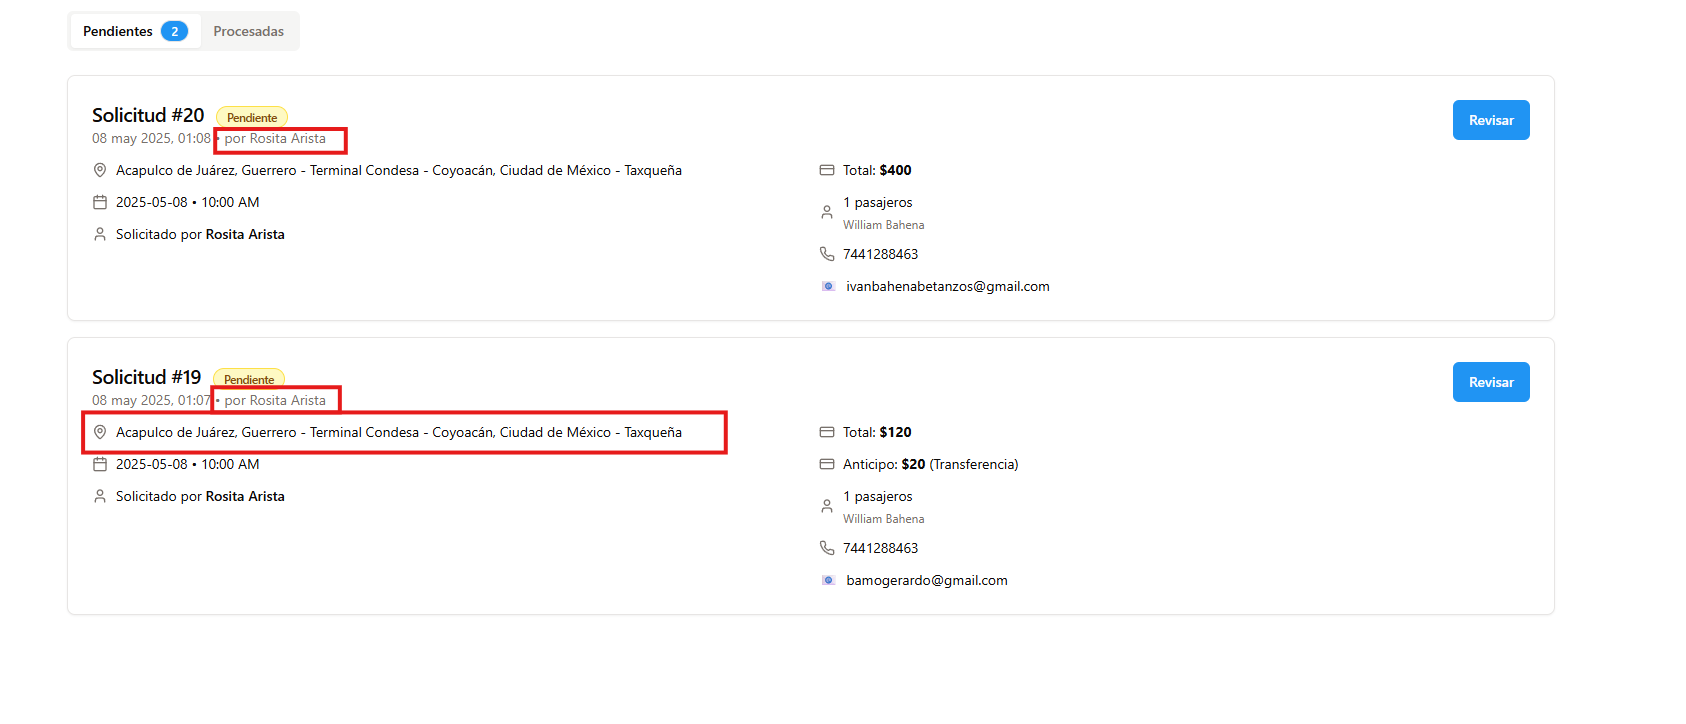 Pendientes 2 Procesadas
Solicitud #20 Pendiente
08 may 2025, 01:08 • por Rosita Arista
Revisar
Acapulco de Juárez, Guerrero - Terminal Condesa - Coyoacán, Ciudad de México - Taxqueña
2025-05-08 • 10:00 AM
Solicitado por Rosita Arista
Total: $400
1 pasajeros
William Bahena
7441288463
ivanbahenabetanzos@gmail.com
Solicitud #19 Pendiente
08 may 2025, 01:07 • por Rosita Arista
Revisar
Acapulco de Juárez, Guerrero - Terminal Condesa - Coyoacán, Ciudad de México - Taxqueña
2025-05-08 • 10:00 AM
Solicitado por Rosita Arista
Total: $120
Anticipo: $20 (Transferencia)
1 pasajeros
William Bahena
7441288463
bamogerardo@gmail.com